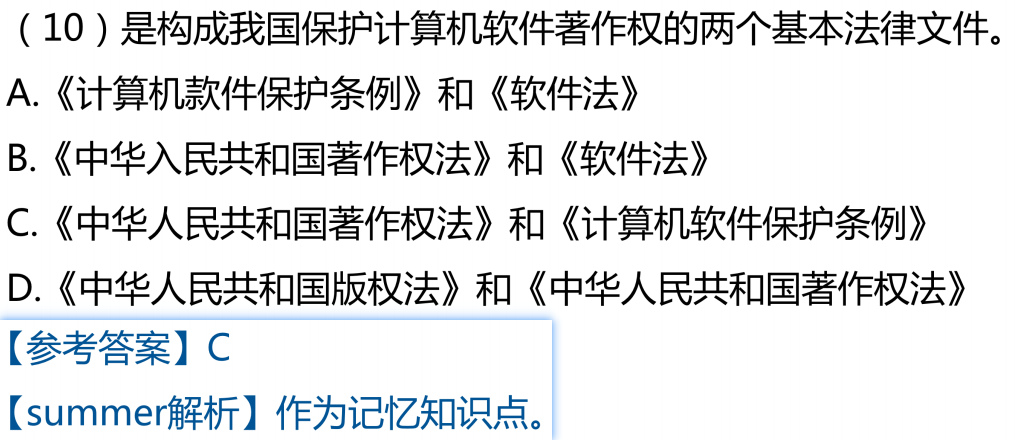 （10）是构成我国保护计算机软件著作权的两个基本法律文件。
A.《计算机款件保护条例》和《软件法》
B.《中华入民共和国著作权法》和《软件法》
C.《中华人民共和国著作权法》和《计算机软件保护条例》
D.《中华人民共和国版权法》和《中华人民共和国著作权法》
【参考答案】C
【summer解析】作为记忆知识点。